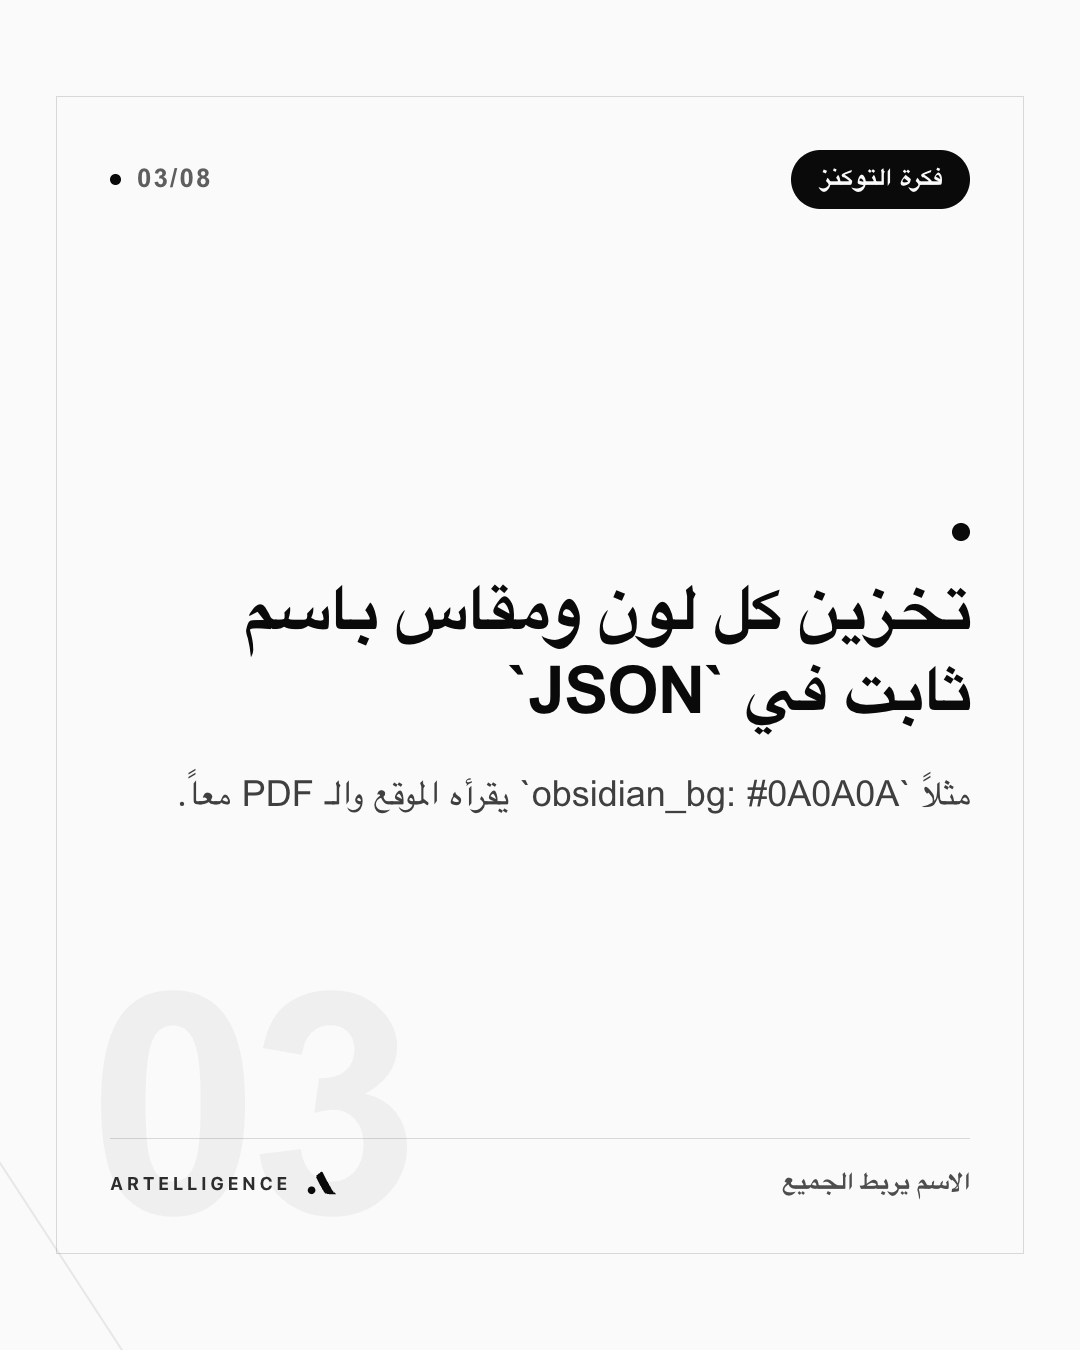 فكرة التوكنز
03/08
تخزين كل لون ومقاس باسم
ثابت في `JSON`
مثلاً `obsidian_bg: #0A0A0A` يقرأه الموقع والـ PDF معاً.
03
الاسم يربط الجميع
ARTELLIGENCE